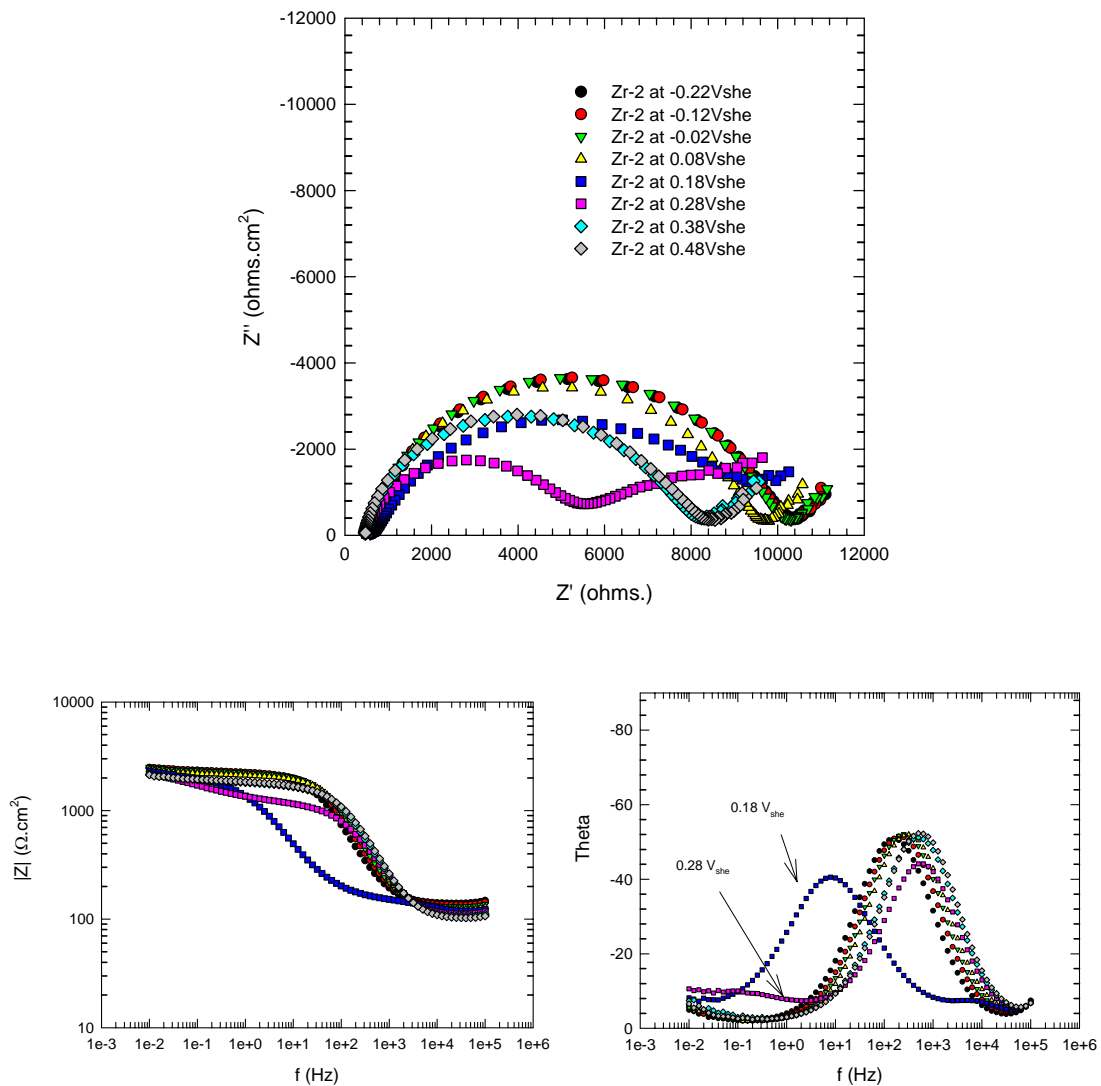 -12000
-10000
-8000
-6000
-4000
-2000
0
Z'' (ohms.cm²)
Zr-2 at -0.22Vshe
Zr-2 at -0.12Vshe
Zr-2 at -0.02Vshe
Zr-2 at 0.08Vshe
Zr-2 at 0.18Vshe
Zr-2 at 0.28Vshe
Zr-2 at 0.38Vshe
Zr-2 at 0.48Vshe
0 2000 4000 6000 8000 10000 12000
Z' (ohms.)
10000
1000
100
10
|Z| (Ω.cm²)
1e-3 1e-2 1e-1 1e+0 1e+1 1e+2 1e+3 1e+4 1e+5 1e+6
f (Hz)
-80
-60
-40
-20
0
Theta
0.18 Vshe
0.28 Vshe
1e-3 1e-2 1e-1 1e+0 1e+1 1e+2 1e+3 1e+4 1e+5 1e+6
f (Hz)